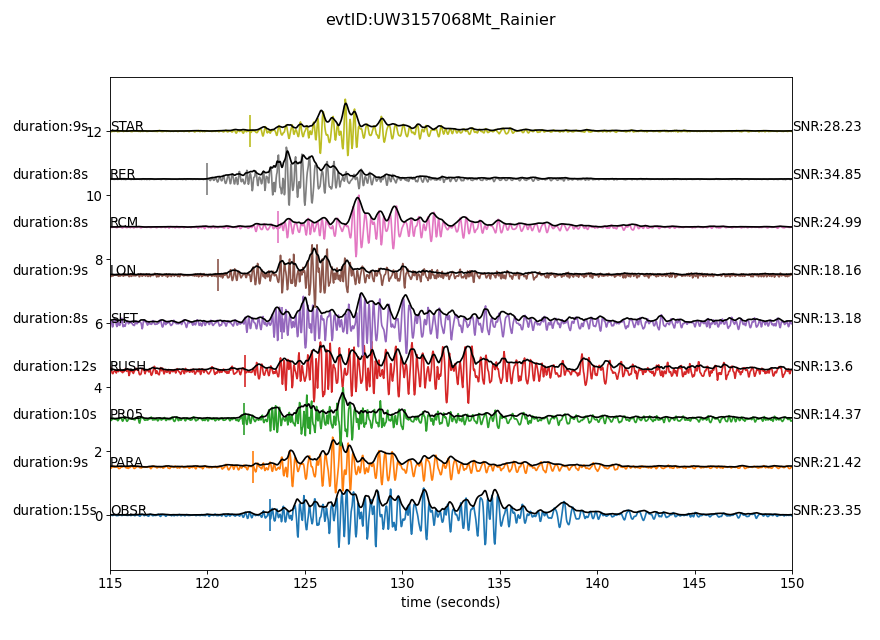 evtID:UW3157068Mt_Rainier
duration:9s 12 STAR SNR:28.23
duration:8s RER SNR:34.85
10
duration:8s RCM SNR:24.99
8
duration:9s LON SNR:18.16
duration:8s SIFT SNR:13.18
6
duration:12s RUSH SNR:13.6
4
duration:10s PR05 SNR:14.37
2
duration:9s PARA SNR:21.42
duration:15s 0 OBSR SNR:23.35
115 120 125 130 135 140 145 150
time (seconds)